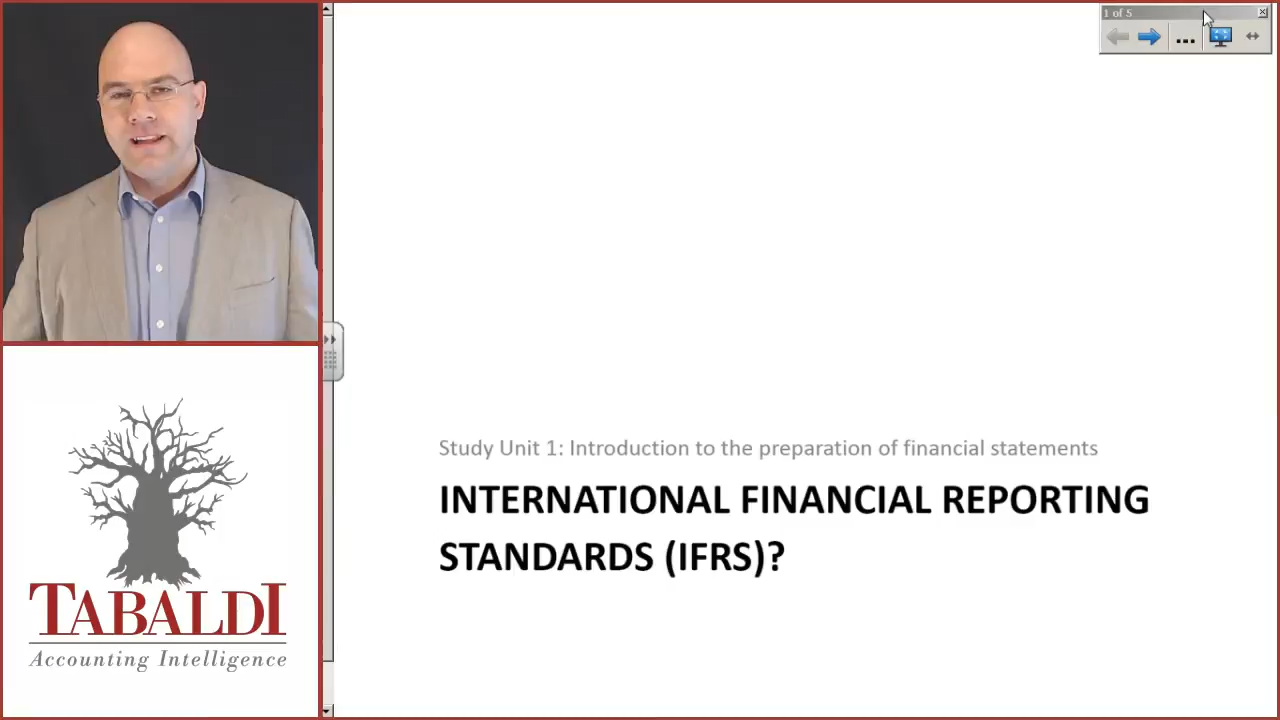 1 of 5
Study Unit 1: Introduction to the preparation of financial statements
INTERNATIONAL FINANCIAL REPORTING
STANDARDS (IFRS)?
TABALDI
Accounting Intelligence